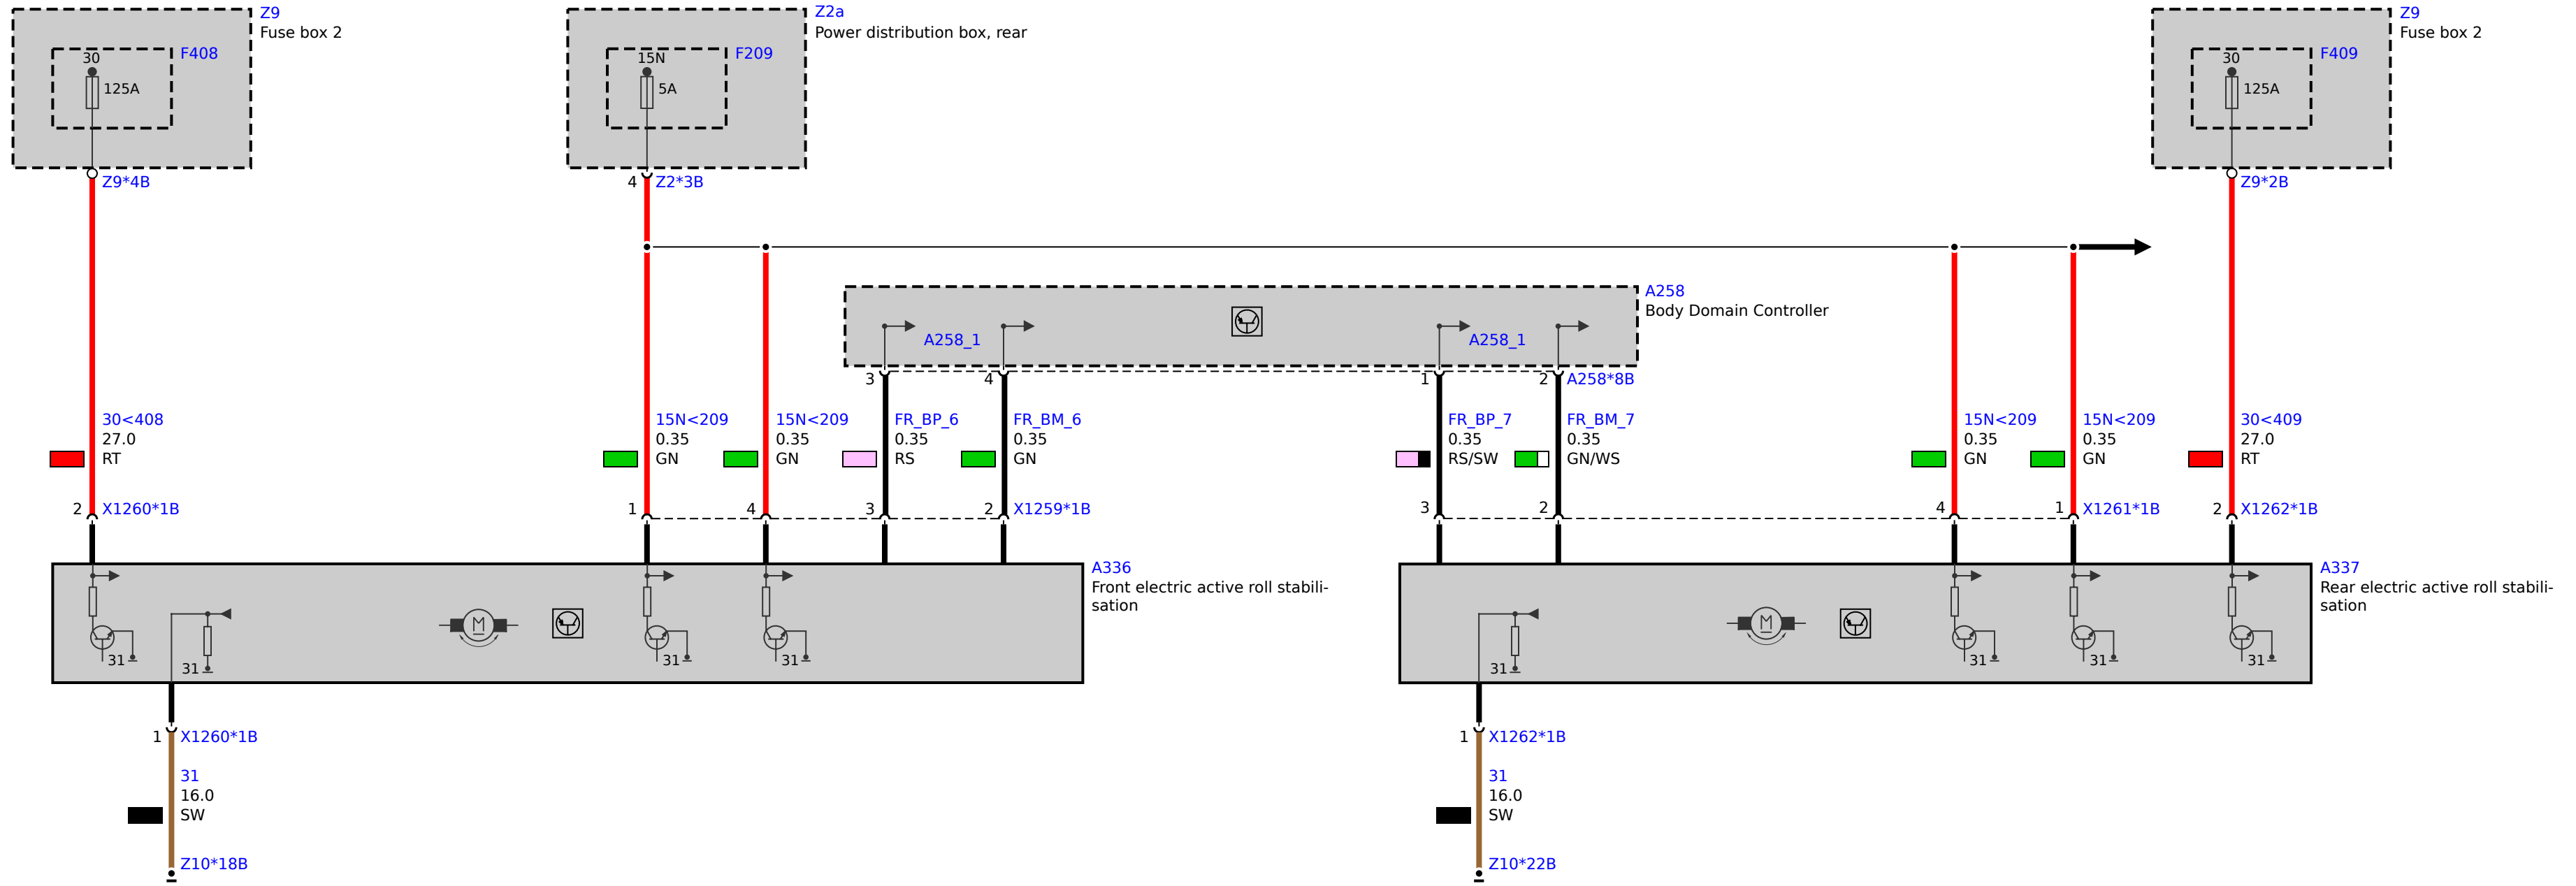 Z9
Fuse box 2
F408
30
125A
Z9*4B
Z2a
Power distribution box, rear
F209
15N
5A
4
Z2*3B
Z9
Fuse box 2
F409
30
125A
Z9*2B
A258
Body Domain Controller
A258_1
A258_1
3
4
1
2
A258*8B
30<408
27.0
RT
15N<209
0.35
GN
15N<209
0.35
GN
FR_BP_6
0.35
RS
FR_BM_6
0.35
GN
FR_BP_7
0.35
RS/SW
FR_BM_7
0.35
GN/WS
15N<209
0.35
GN
15N<209
0.35
GN
30<409
27.0
RT
2
X1260*1B
1
4
3
2
X1259*1B
3
2
4
1
X1261*1B
2
X1262*1B
A336
Front electric active roll stabili-
sation
31
31
M
31
31
A337
Rear electric active roll stabili-
sation
31
M
31
31
31
1
X1260*1B
31
16.0
SW
Z10*18B
1
X1262*1B
31
16.0
SW
Z10*22B